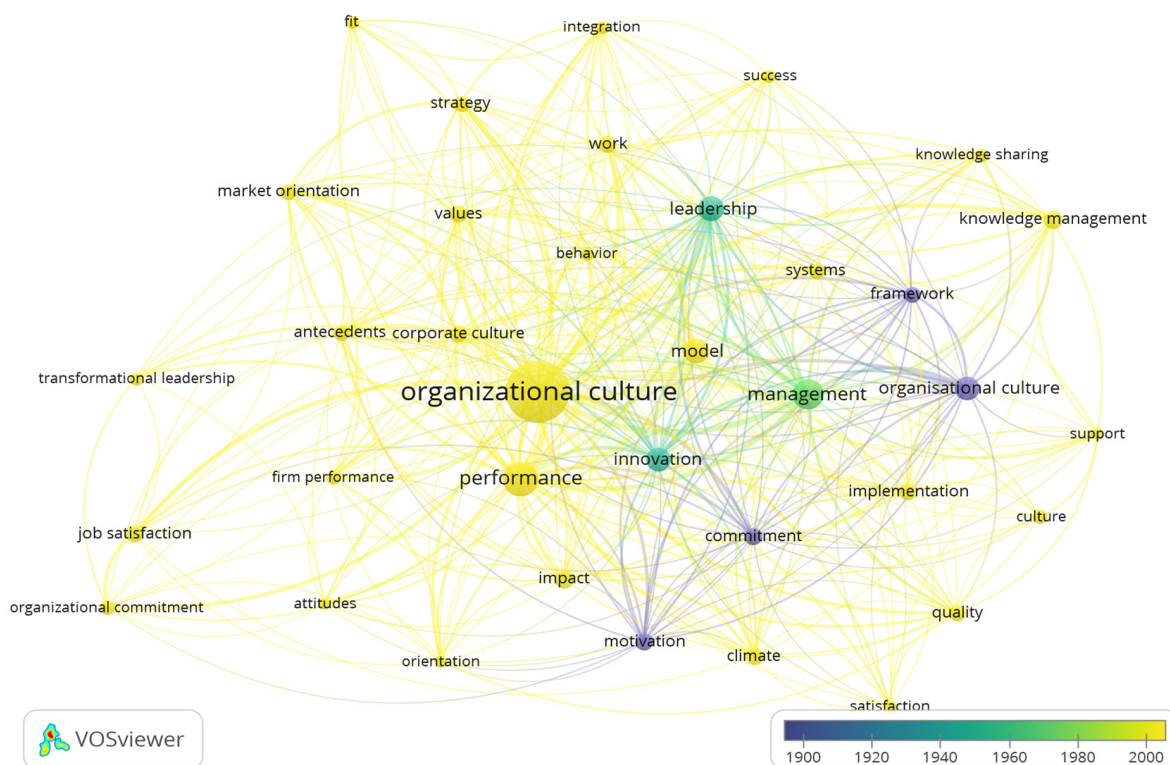 fit
integration
success
strategy
work
knowledge sharing
market orientation
values
leadership
knowledge management
behavior
systems
framework
antecedents
corporate culture
model
transformational leadership
organizational culture
management
organisational culture
support
innovation
firm performance
performance
implementation
culture
job satisfaction
commitment
impact
organizational commitment
attitudes
quality
motivation
orientation
climate
satisfaction
VOSviewer
1900 1920 1940 1960 1980 2000